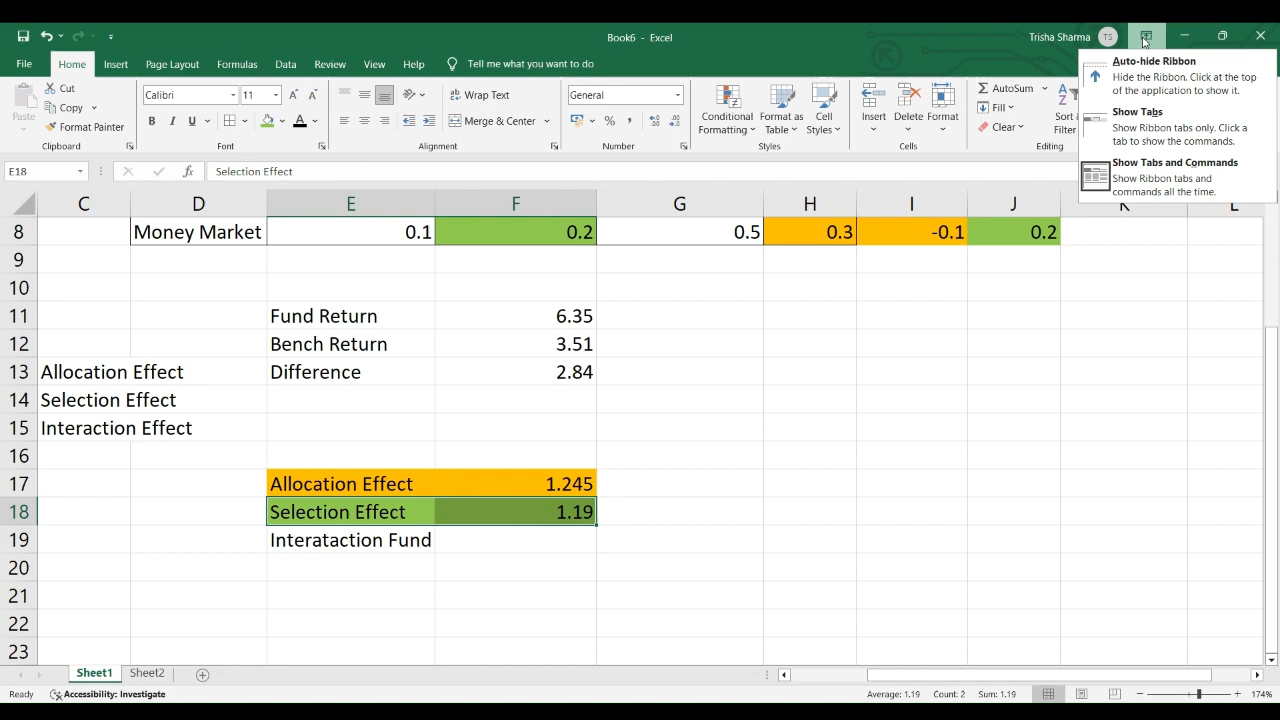 Book6 - Excel
Trisha Sharma TS
File Home Insert Page Layout Formulas Data Review View Help Tell me what you want to do
Auto-hide Ribbon
Hide the Ribbon. Click at the top
of the application to show it.
Show Tabs
Show Ribbon tabs only. Click a
tab to show the commands.
Show Tabs and Commands
Show Ribbon tabs and
commands all the time.
Paste
Cut
Copy
Format Painter
Clipboard
Calibri 11
B I U
Font
Wrap Text
Merge & Center
Alignment
General
Number
Conditional
Formatting
Format as
Table
Cell
Styles
Styles
Insert Delete Format
Cells
AutoSum
Fill
Clear
Sort
Filter
Editing
E18 fx Selection Effect
C D E F G H I J K L
8 Money Market 0.1 0.2 0.5 0.3 -0.1 0.2
9
10
11 Fund Return 6.35
12 Bench Return 3.51
13 Allocation Effect Difference 2.84
14 Selection Effect
15 Interaction Effect
16
17 Allocation Effect 1.245
18 Selection Effect 1.19
19 Interataction Fund
20
21
22
23
Sheet1 Sheet2
Ready Accessibility: Investigate Average: 1.19 Count: 2 Sum: 1.19 174%